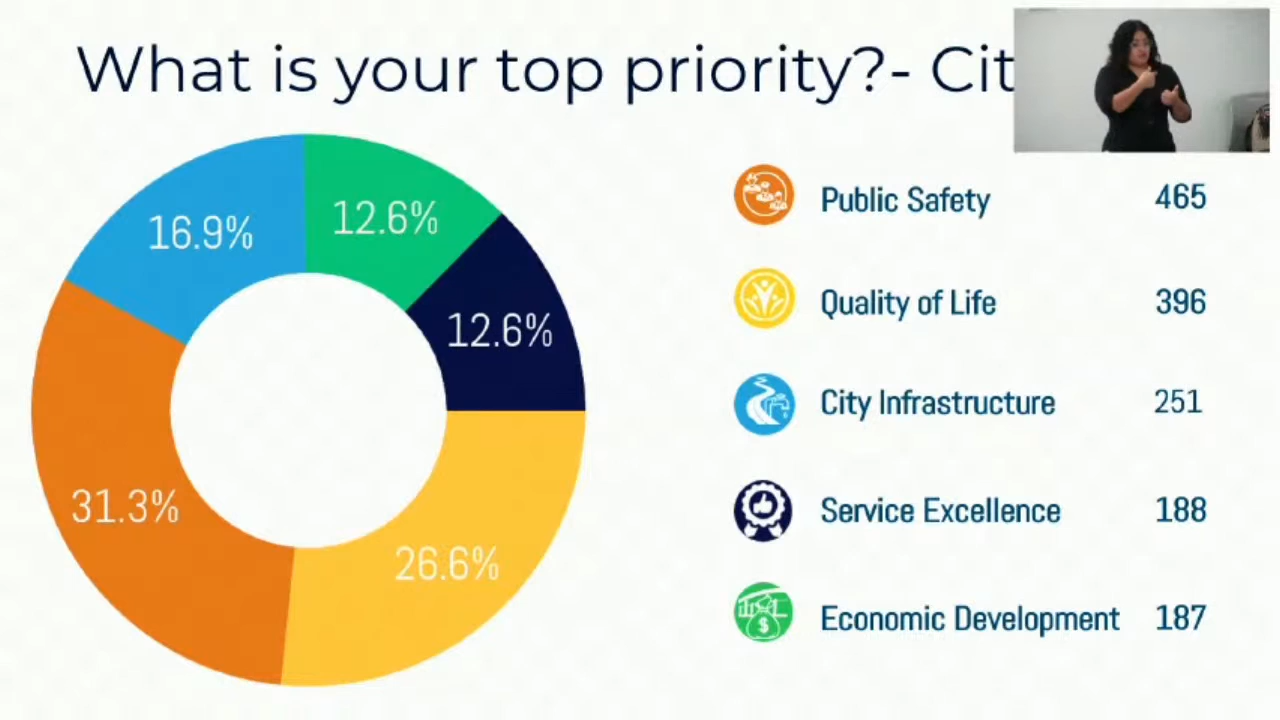 What is your top priority?- Cit
16.9%
12.6%
12.6%
31.3%
26.6%
Public Safety 465
Quality of Life 396
City Infrastructure 251
Service Excellence 188
Economic Development 187
$